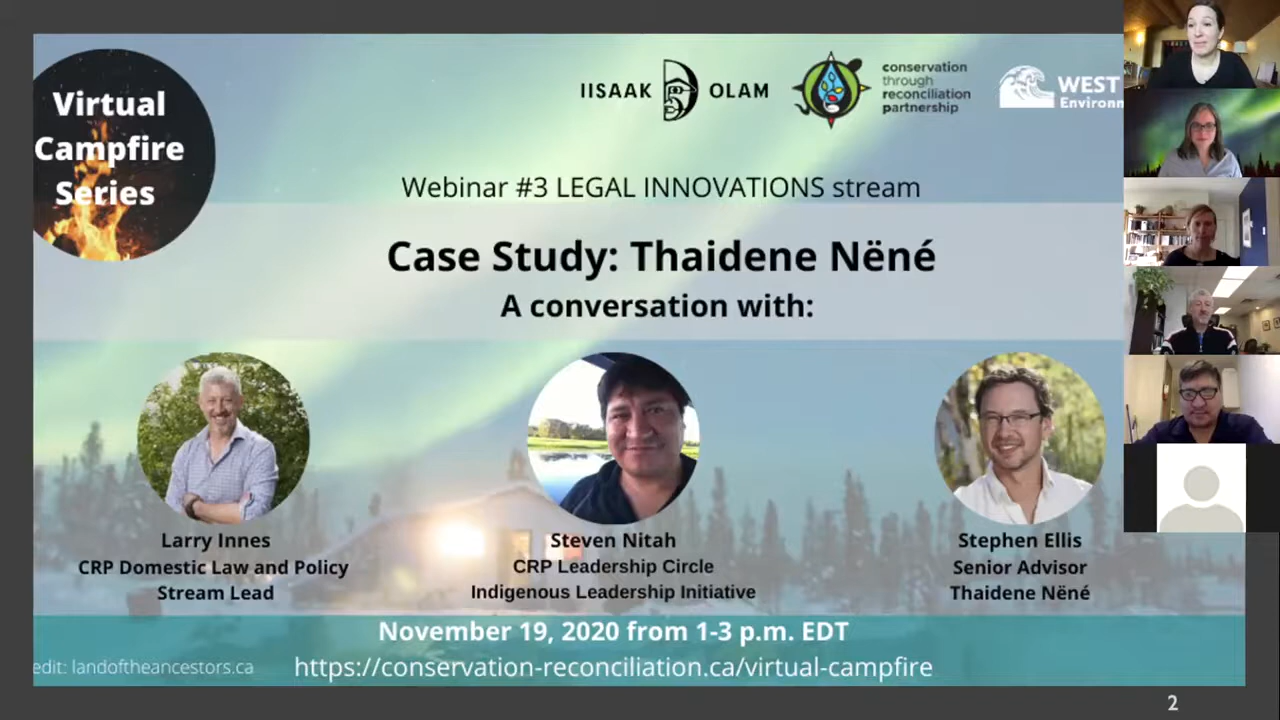 Virtual
Campfire
Series
IISAAK OLAM
conservation
through
reconciliation
partnership
WEST
Webinar #3 LEGAL INNOVATIONS stream
Case Study: Thaidene Nëné
A conversation with:
Larry Innes
CRP Domestic Law and Policy
Stream Lead
Steven Nitah
CRP Leadership Circle
Indigenous Leadership Initiative
Stephen Ellis
Senior Advisor
Thaidene Nëné
November 19, 2020 from 1-3 p.m. EDT
edit: landoftheancestors.ca
https://conservation-reconciliation.ca/virtual-campfire
2